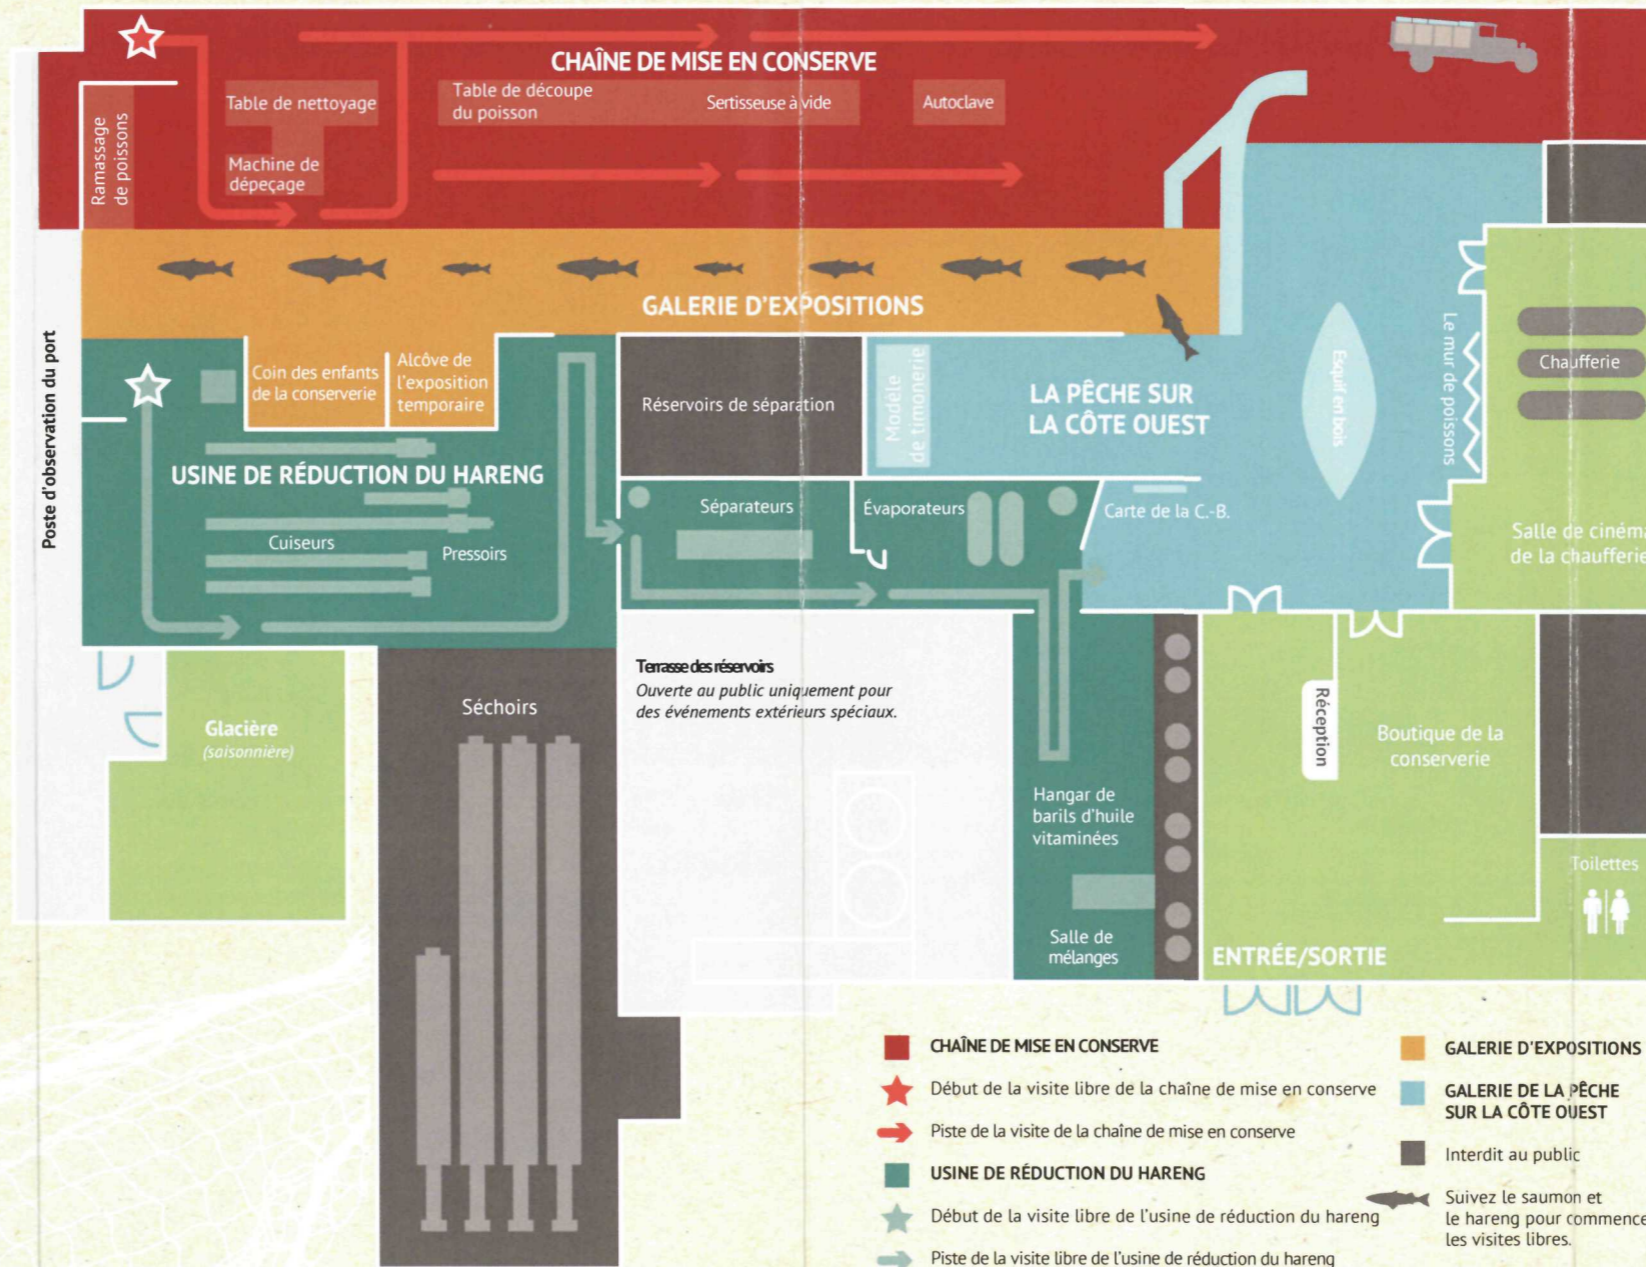 CHAÎNE DE MISE EN CONSERVE
Ramassage
de poissons
Table de nettoyage
Machine de
dépeçage
Table de découpe
du poisson
Sertisseuse à vide
Autoclave
GALERIE D'EXPOSITIONS
Poste d'observation du port
Coin des enfants
de la conserverie
Alcôve de
l'exposition
temporaire
Réservoirs de séparation
Modèle
de timonerie
LA PÊCHE SUR
LA CÔTE OUEST
Esquif en bois
Le mur de poissons
Chaufferie
USINE DE RÉDUCTION DU HARENG
Cuiseurs
Pressoirs
Séparateurs
Évaporateurs
Carte de la C.-B.
Salle de cinéma
de la chaufferie
Glacière
(saisonnière)
Séchoirs
Terrasse des réservoirs
Ouverte au public uniquement pour
des événements extérieurs spéciaux.
Hangar de
barils d'huile
vitaminées
Salle de
mélanges
Réception
Boutique de la
conserverie
Toilettes
ENTRÉE/SORTIE
CHAÎNE DE MISE EN CONSERVE
Début de la visite libre de la chaîne de mise en conserve
Piste de la visite de la chaîne de mise en conserve
USINE DE RÉDUCTION DU HARENG
Début de la visite libre de l'usine de réduction du hareng
Piste de la visite libre de l'usine de réduction du hareng
GALERIE D'EXPOSITIONS
GALERIE DE LA PÊCHE
SUR LA CÔTE OUEST
Interdit au public
Suivez le saumon et
le hareng pour commence
les visites libres.